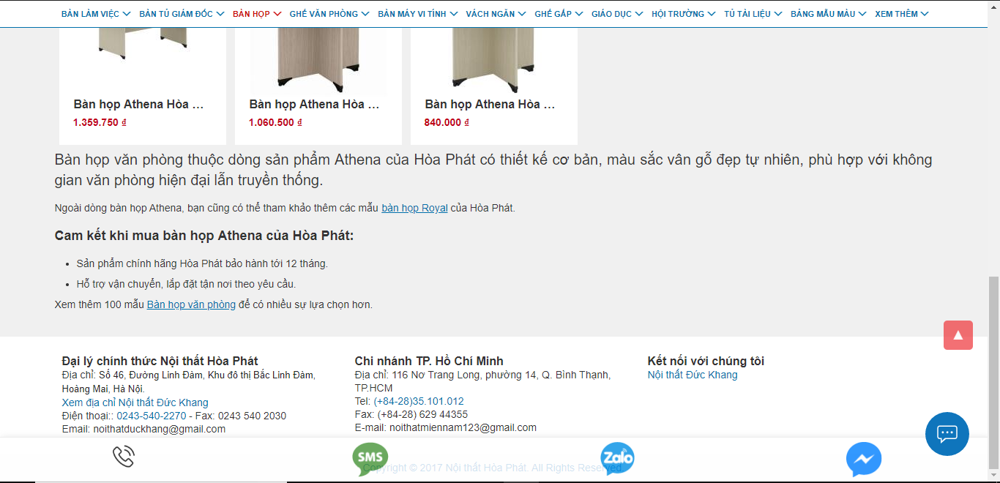 BÀN LÀM VIỆC BÀN TỦ GIÁM ĐỐC BÀN HỌP GHẾ VĂN PHÒNG BÀN MÁY VI TÍNH VÁCH NGĂN GHẾ GẤP GIÁO DỤC HỘI TRƯỜNG TỦ TÀI LIỆU BẢNG MẪU MÀU XEM THÊM
Bàn họp Athena Hòa ... Bàn họp Athena Hòa ... Bàn họp Athena Hòa ...
1.359.750 ₫ 1.060.500 ₫ 840.000 ₫
Bàn họp văn phòng thuộc dòng sản phẩm Athena của Hòa Phát có thiết kế cơ bản, màu sắc vân gỗ đẹp tự nhiên, phù hợp với không
gian văn phòng hiện đại lẫn truyền thống.
Ngoài dòng bàn họp Athena, bạn cũng có thể tham khảo thêm các mẫu bàn họp Royal của Hòa Phát.
Cam kết khi mua bàn họp Athena của Hòa Phát:
• Sản phẩm chính hãng Hòa Phát bảo hành tới 12 tháng.
• Hỗ trợ vận chuyển, lắp đặt tận nơi theo yêu cầu.
Xem thêm 100 mẫu Bàn họp văn phòng để có nhiều sự lựa chọn hơn.
Đại lý chính thức Nội thất Hòa Phát
Địa chỉ: Số 46, Đường Linh Đàm, Khu đô thị Bắc Linh Đàm,
Hoàng Mai, Hà Nội.
Xem địa chỉ Nội thất Đức Khang
Điện thoại:: 0243-540-2270 - Fax: 0243 540 2030
Email: noithatduckhang@gmail.com
Chi nhánh TP. Hồ Chí Minh
Địa chỉ: 116 Nơ Trang Long, phường 14, Q. Bình Thạnh,
TP.HCM
Tel: (+84-28)35.101.012
Fax: (+84-28) 629 44355
E-mail: noithatmiennam123@gmail.com
Kết nối với chúng tôi
Nội thất Đức Khang
SMS Zalo
Copyright © 2017 Nội thất Hòa Phát. All Rights Reserved.